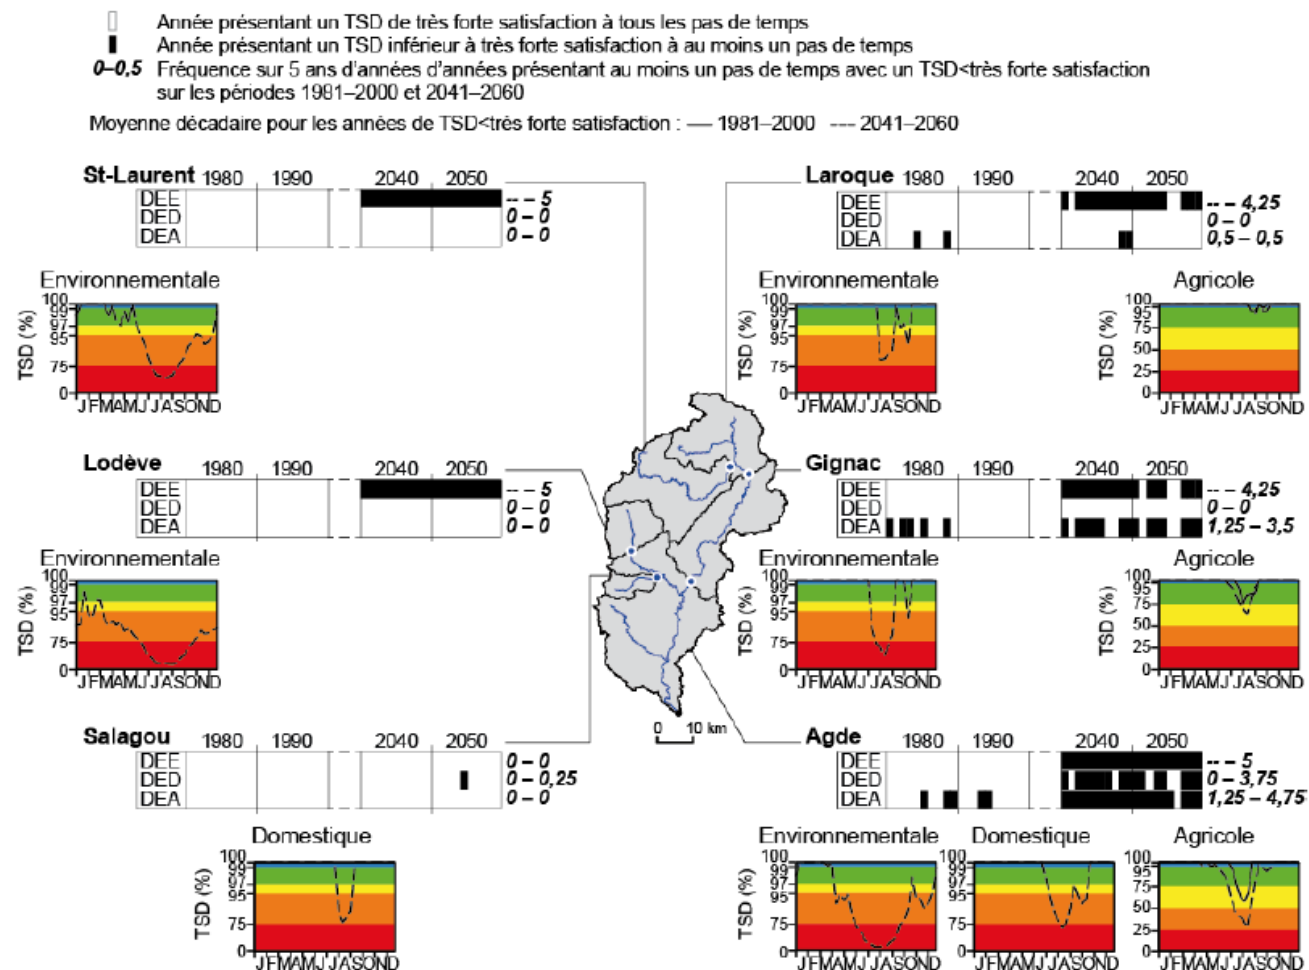 Année présentant un TSD de très forte satisfaction à tous les pas de temps
Année présentant un TSD inférieur à très forte satisfaction à au moins un pas de temps
0–0,5 Fréquence sur 5 ans d'années d'années présentant au moins un pas de temps avec un TSD<très forte satisfaction
sur les périodes 1981–2000 et 2041–2060
Moyenne décadaire pour les années de TSD<très forte satisfaction : — 1981–2000 --- 2041–2060
St-Laurent 1980 1990 2040 2050
DEE -- – 5
DED 0 – 0
DEA 0 – 0
Environnementale
TSD (%)
100
99
97
95
75
0
JFMAMJJASOND
Laroque 1980 1990 2040 2050
DEE -- – 4,25
DED 0 – 0
DEA 0,5 – 0,5
Environnementale
TSD (%)
100
99
97
95
75
0
JFMAMJJASOND
Agricole
TSD (%)
100
95
75
50
25
0
JFMAMJJASOND
Lodève 1980 1990 2040 2050
DEE -- – 5
DED 0 – 0
DEA 0 – 0
Environnementale
TSD (%)
100
99
97
95
75
0
JFMAMJJASOND
Gignac 1980 1990 2040 2050
DEE -- – 4,25
DED 0 – 0
DEA 1,25 – 3,5
Environnementale
TSD (%)
100
99
97
95
75
0
JFMAMJJASOND
Agricole
TSD (%)
100
95
75
50
25
0
JFMAMJJASOND
0 10 km
Salagou 1980 1990 2040 2050
DEE 0 – 0
DED 0 – 0,25
DEA 0 – 0
Domestique
TSD (%)
100
99
97
95
75
0
JFMAMJJASOND
Agde 1980 1990 2040 2050
DEE -- – 5
DED 0 – 3,75
DEA 1,25 – 4,75
Environnementale
TSD (%)
100
99
97
95
75
0
JFMAMJJASOND
Domestique
100
99
97
95
75
0
JFMAMJJASOND
Agricole
TSD (%)
100
95
75
50
25
0
JFMAMJJASOND